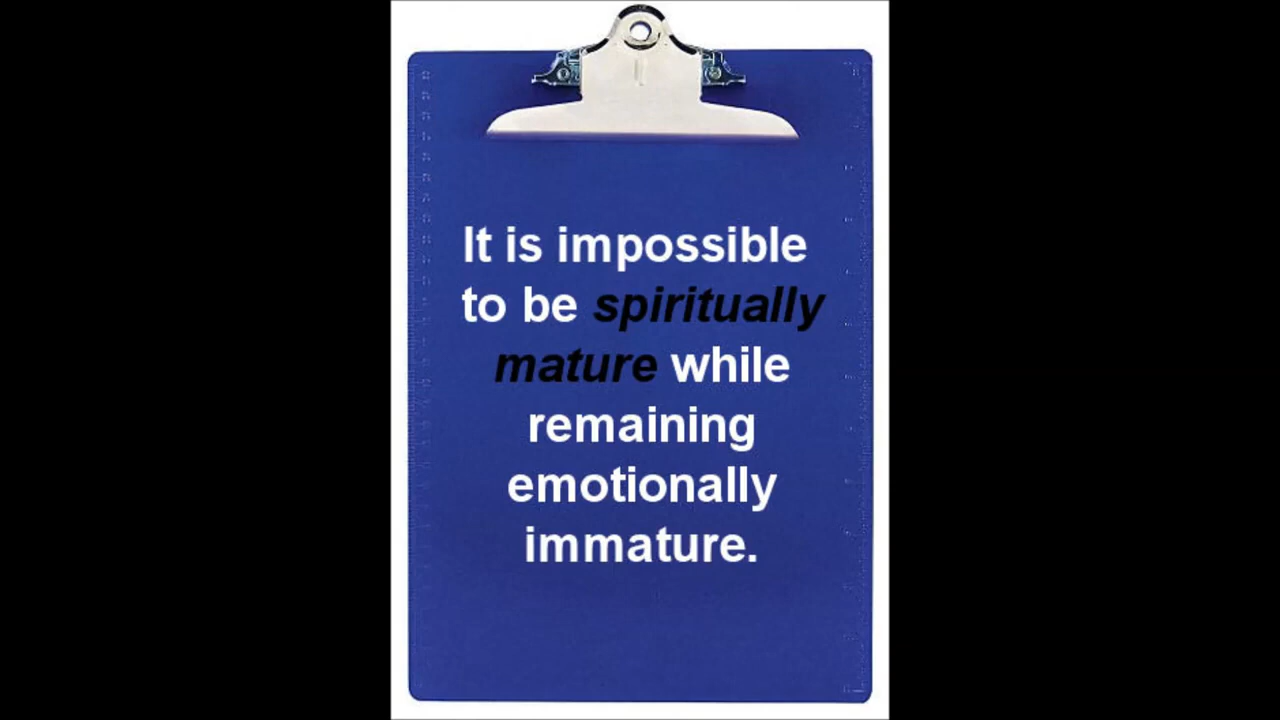 It is impossible
to be spiritually
mature while
remaining
emotionally
immature.